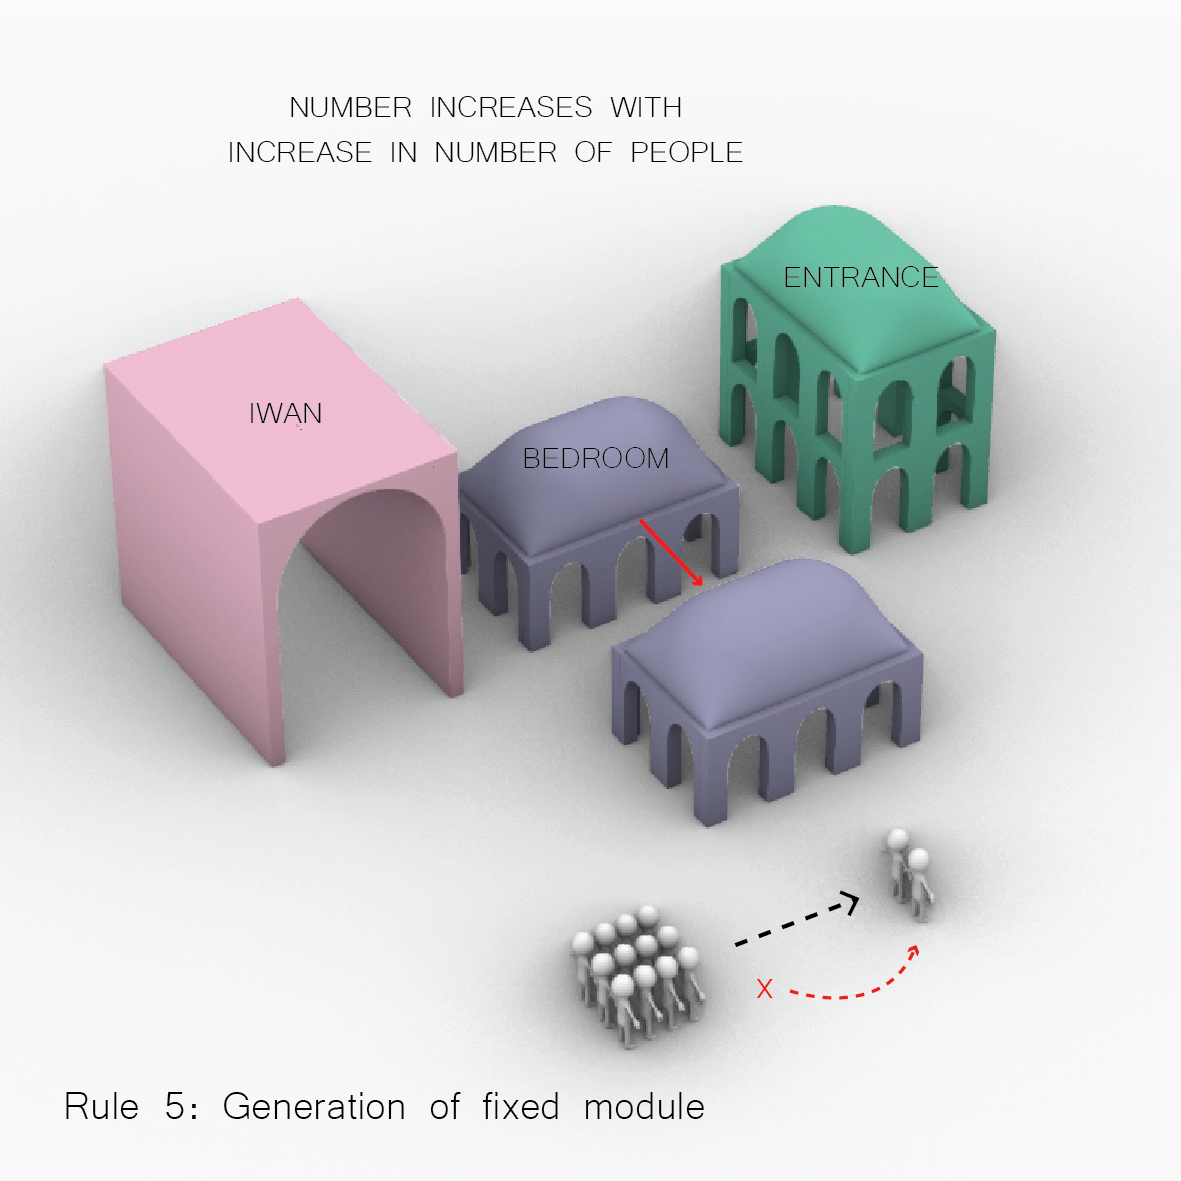 NUMBER INCREASES WITH
INCREASE IN NUMBER OF PEOPLE
ENTRANCE
IWAN
BEDROOM
X
Rule 5: Generation of fixed module